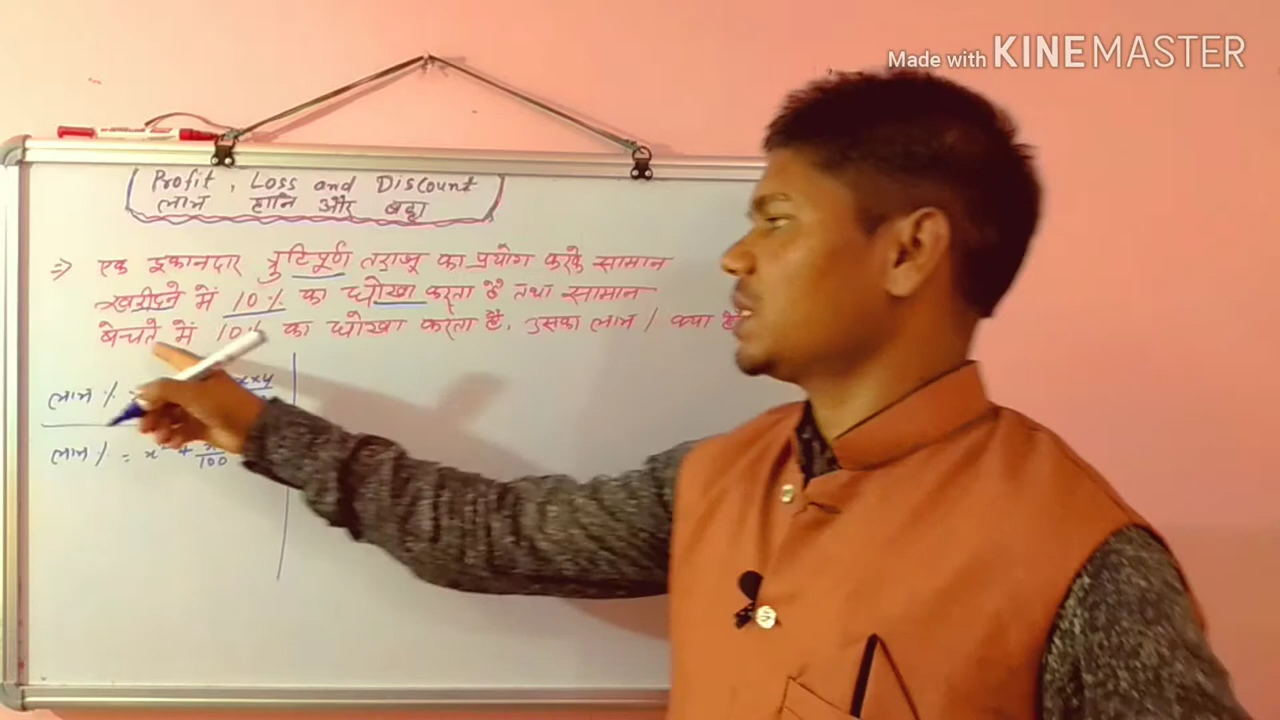 Made with KINEMASTER
Profit, Loss and Discount
लाभ हानि और बट्टा
⇒ एक दुकानदार त्रुटिपूर्ण तराजू का प्रयोग करके सामान
खरीदने में 10% का धोखा करता है तथा सामान
बेचते में 10% का धोखा करता है, उसका लाभ % क्या है
लाभ % = x×y
लाभ % = x 100